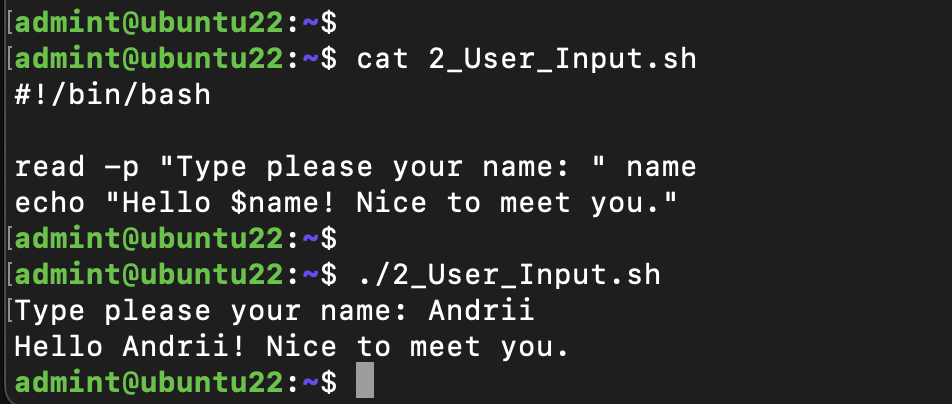 [admint@ubuntu22:~$
[admint@ubuntu22:~$ cat 2_User_Input.sh
#!/bin/bash
read -p "Type please your name: " name
echo "Hello $name! Nice to meet you."
[admint@ubuntu22:~$
[admint@ubuntu22:~$ ./2_User_Input.sh
[Type please your name: Andrii
Hello Andrii! Nice to meet you.
admint@ubuntu22:~$